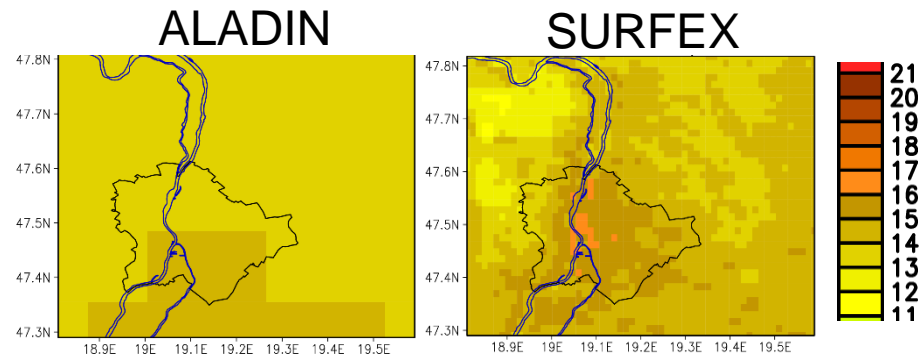 ALADIN
SURFEX
47.8N
47.7N
47.6N
47.5N
47.4N
47.3N
18.9E 19E 19.1E 19.2E 19.3E 19.4E 19.5E
47.8N
47.7N
47.6N
47.5N
47.4N
47.3N
18.9E 19E 19.1E 19.2E 19.3E 19.4E 19.5E
21
20
19
18
17
16
15
14
13
12
11